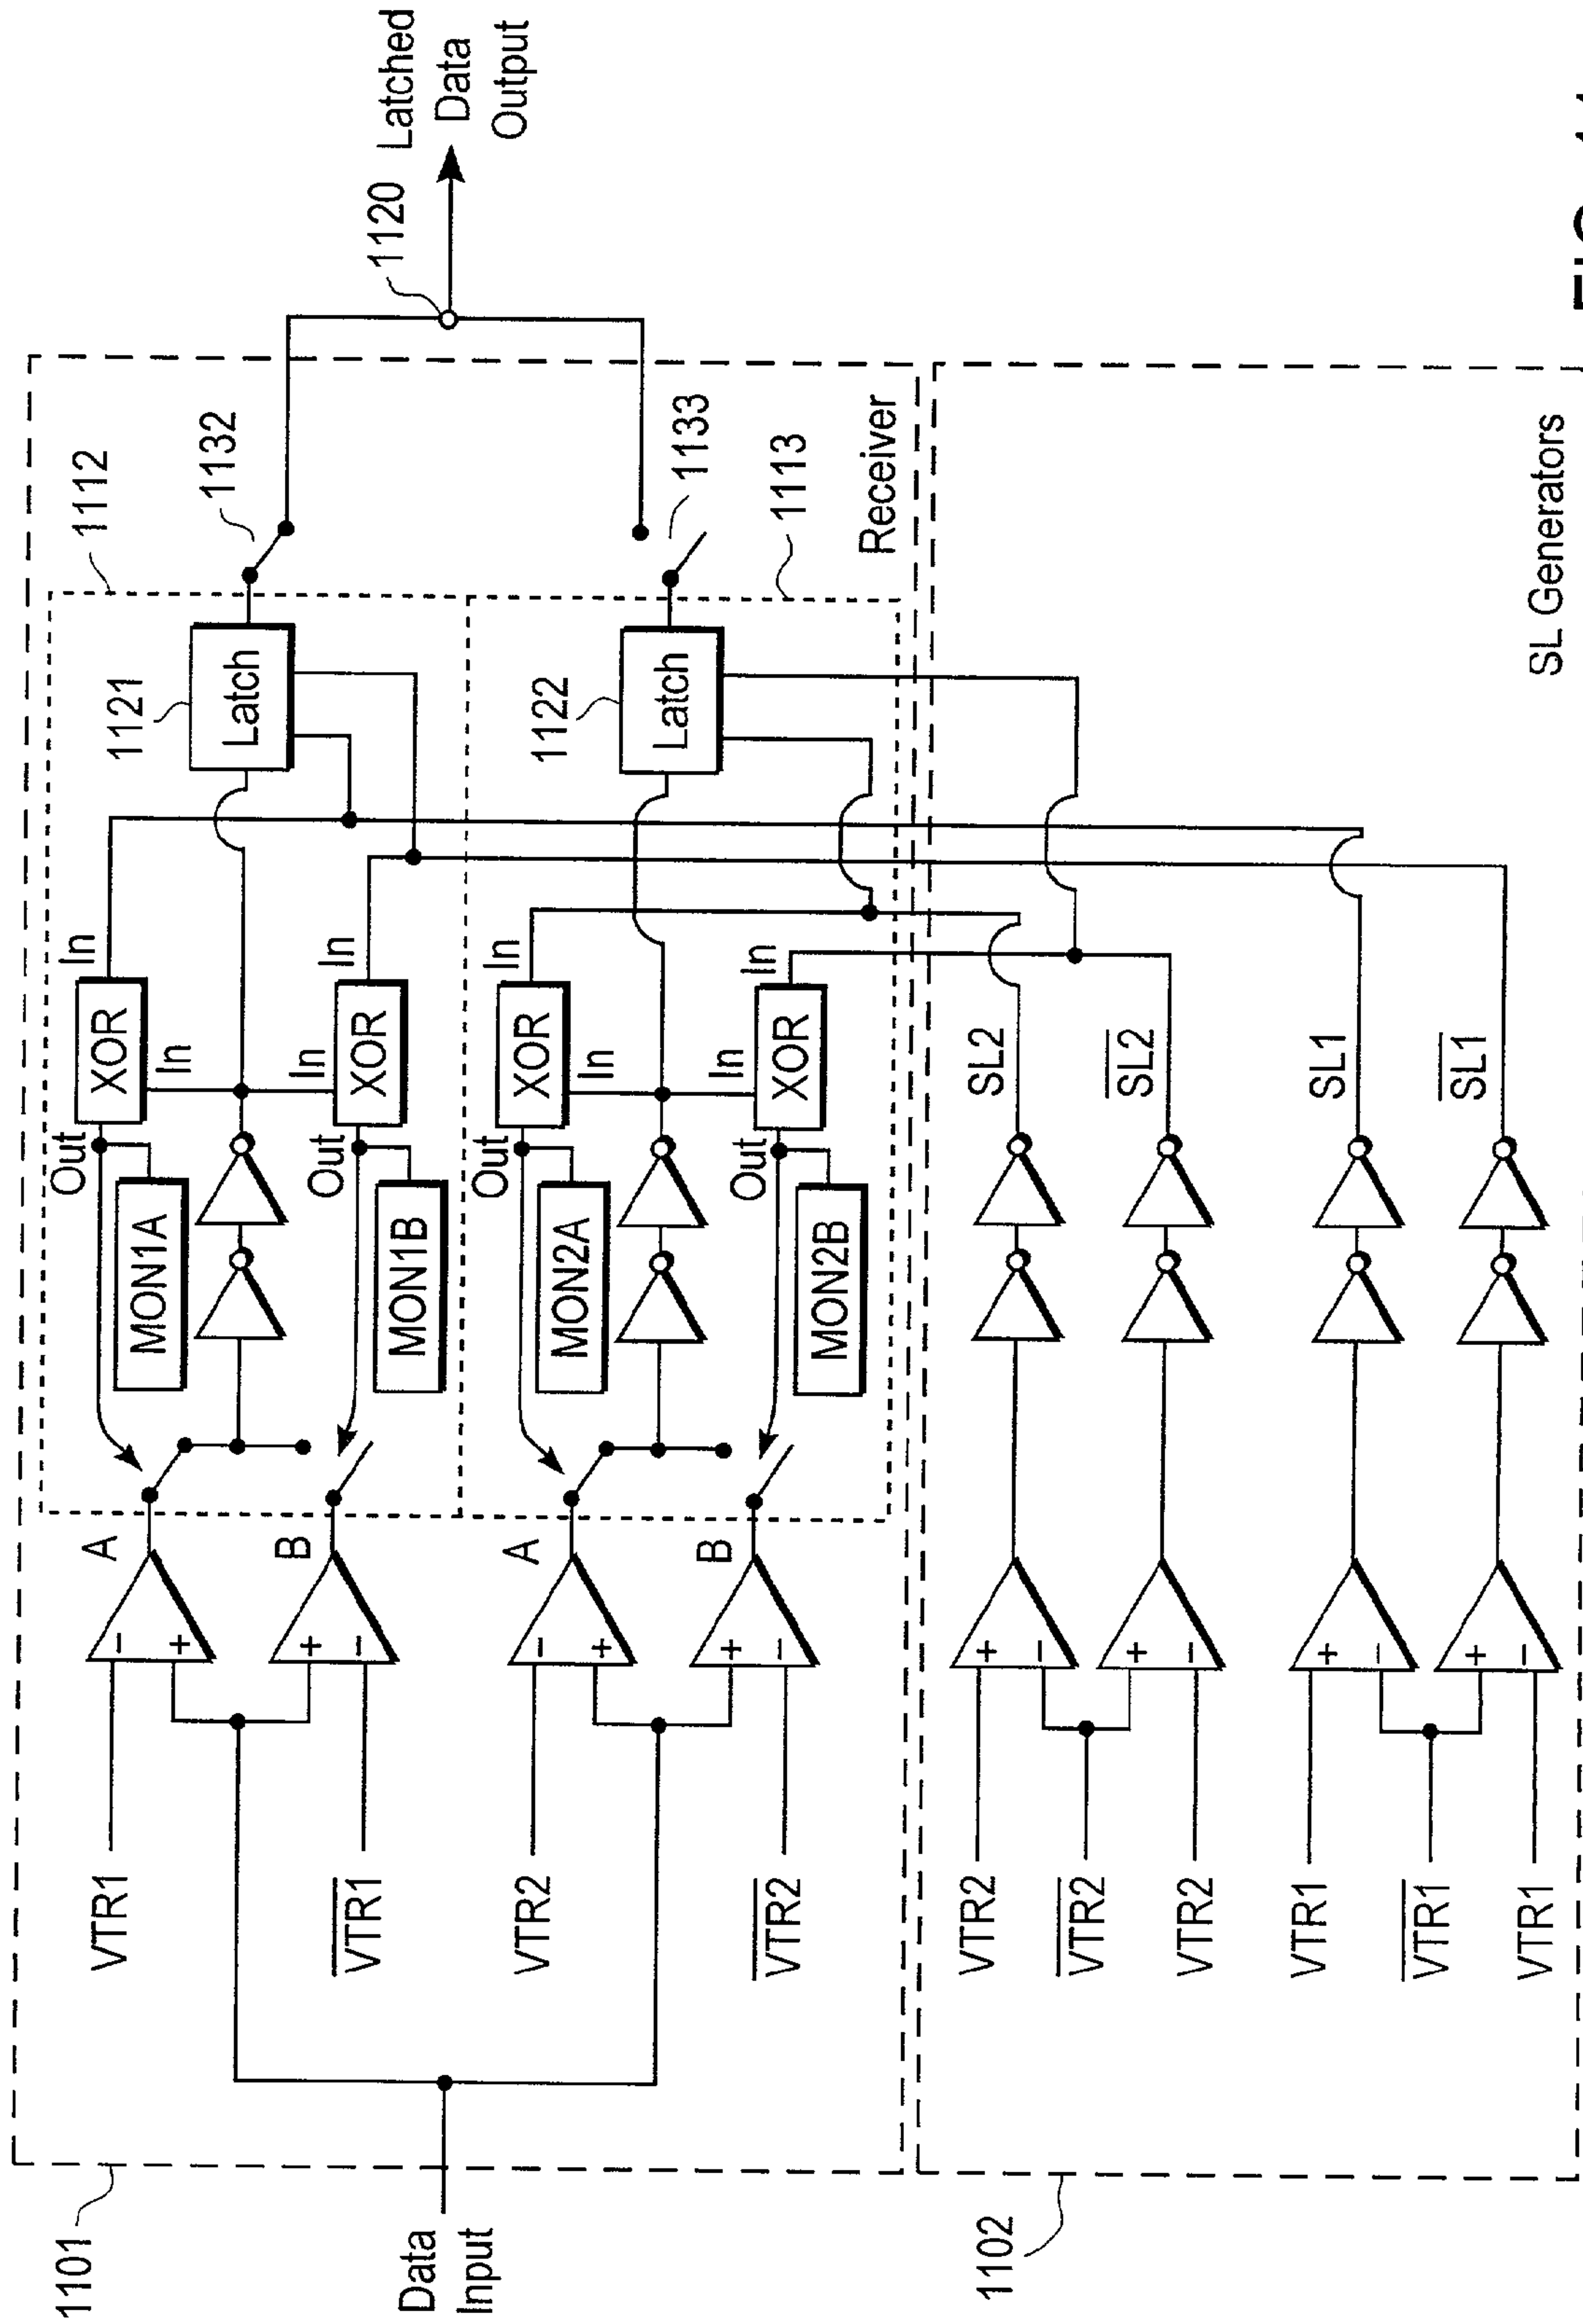 1101
Data
Input
VTR1
VTR1
VTR2
VTR2
−
+
+
−
−
+
+
−
A
B
A
B
1112
Out
XOR
In
In
MON1A
Out
In
XOR
In
MON1B
1121
Latch
1132
Out
XOR
In
In
MON2A
Out
In
XOR
In
MON2B
1122
Latch
1133
1113
Receiver
1120
Latched
Data
Output
1102
VTR2
VTR2
VTR2
VTR1
VTR1
VTR1
+
−
+
−
+
−
+
−
SL2
SL2
SL1
SL1
SL Generators
FIG.